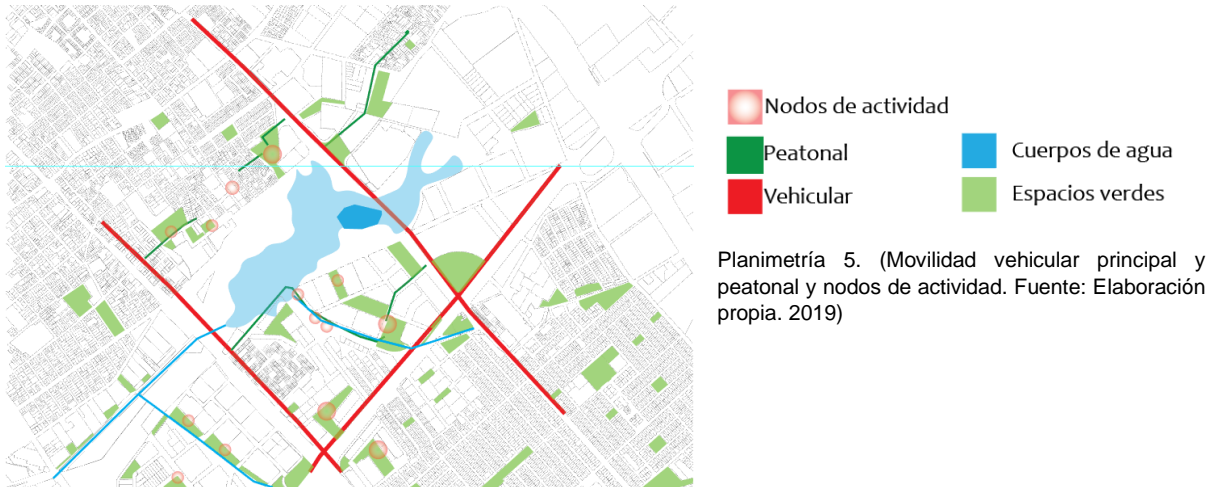 Nodos de actividad
Peatonal
Vehicular
Cuerpos de agua
Espacios verdes
Planimetría 5. (Movilidad vehicular principal y
peatonal y nodos de actividad. Fuente: Elaboración
propia. 2019)